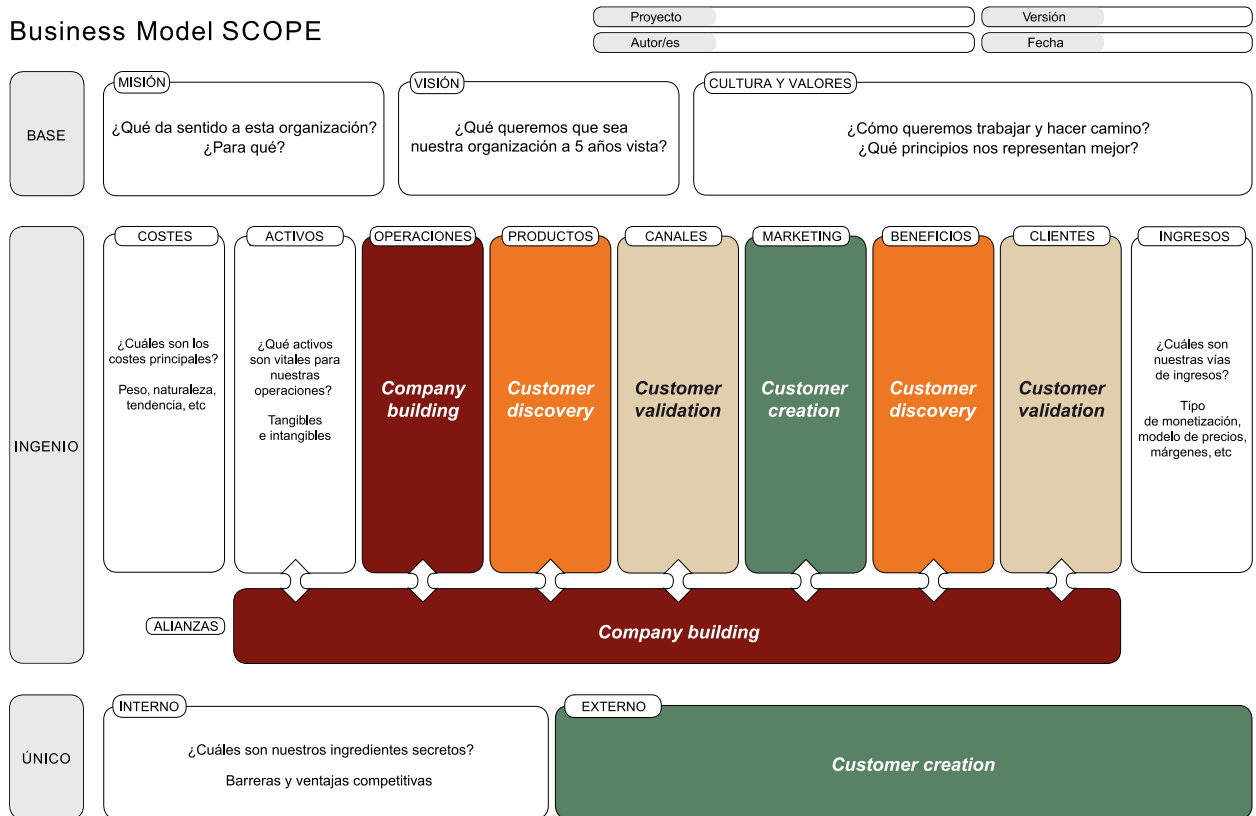 Business Model SCOPE
Proyecto
Versión
Autor/es
Fecha
BASE
MISIÓN
¿Qué da sentido a esta organización?
¿Para qué?
VISIÓN
¿Qué queremos que sea
nuestra organización a 5 años vista?
CULTURA Y VALORES
¿Cómo queremos trabajar y hacer camino?
¿Qué principios nos representan mejor?
INGENIO
COSTES
¿Cuáles son los
costes principales?
Peso, naturaleza,
tendencia, etc
ACTIVOS
¿Qué activos
son vitales para
nuestras
operaciones?
Tangibles
e intangibles
OPERACIONES
Company
building
PRODUCTOS
Customer
discovery
CANALES
Customer
validation
MARKETING
Customer
creation
BENEFICIOS
Customer
discovery
CLIENTES
Customer
validation
INGRESOS
¿Cuáles son
nuestras vías
de ingresos?
Tipo
de monetización,
modelo de precios,
márgenes, etc
ALIANZAS
Company building
ÚNICO
INTERNO
¿Cuáles son nuestros ingredientes secretos?
Barreras y ventajas competitivas
EXTERNO
Customer creation